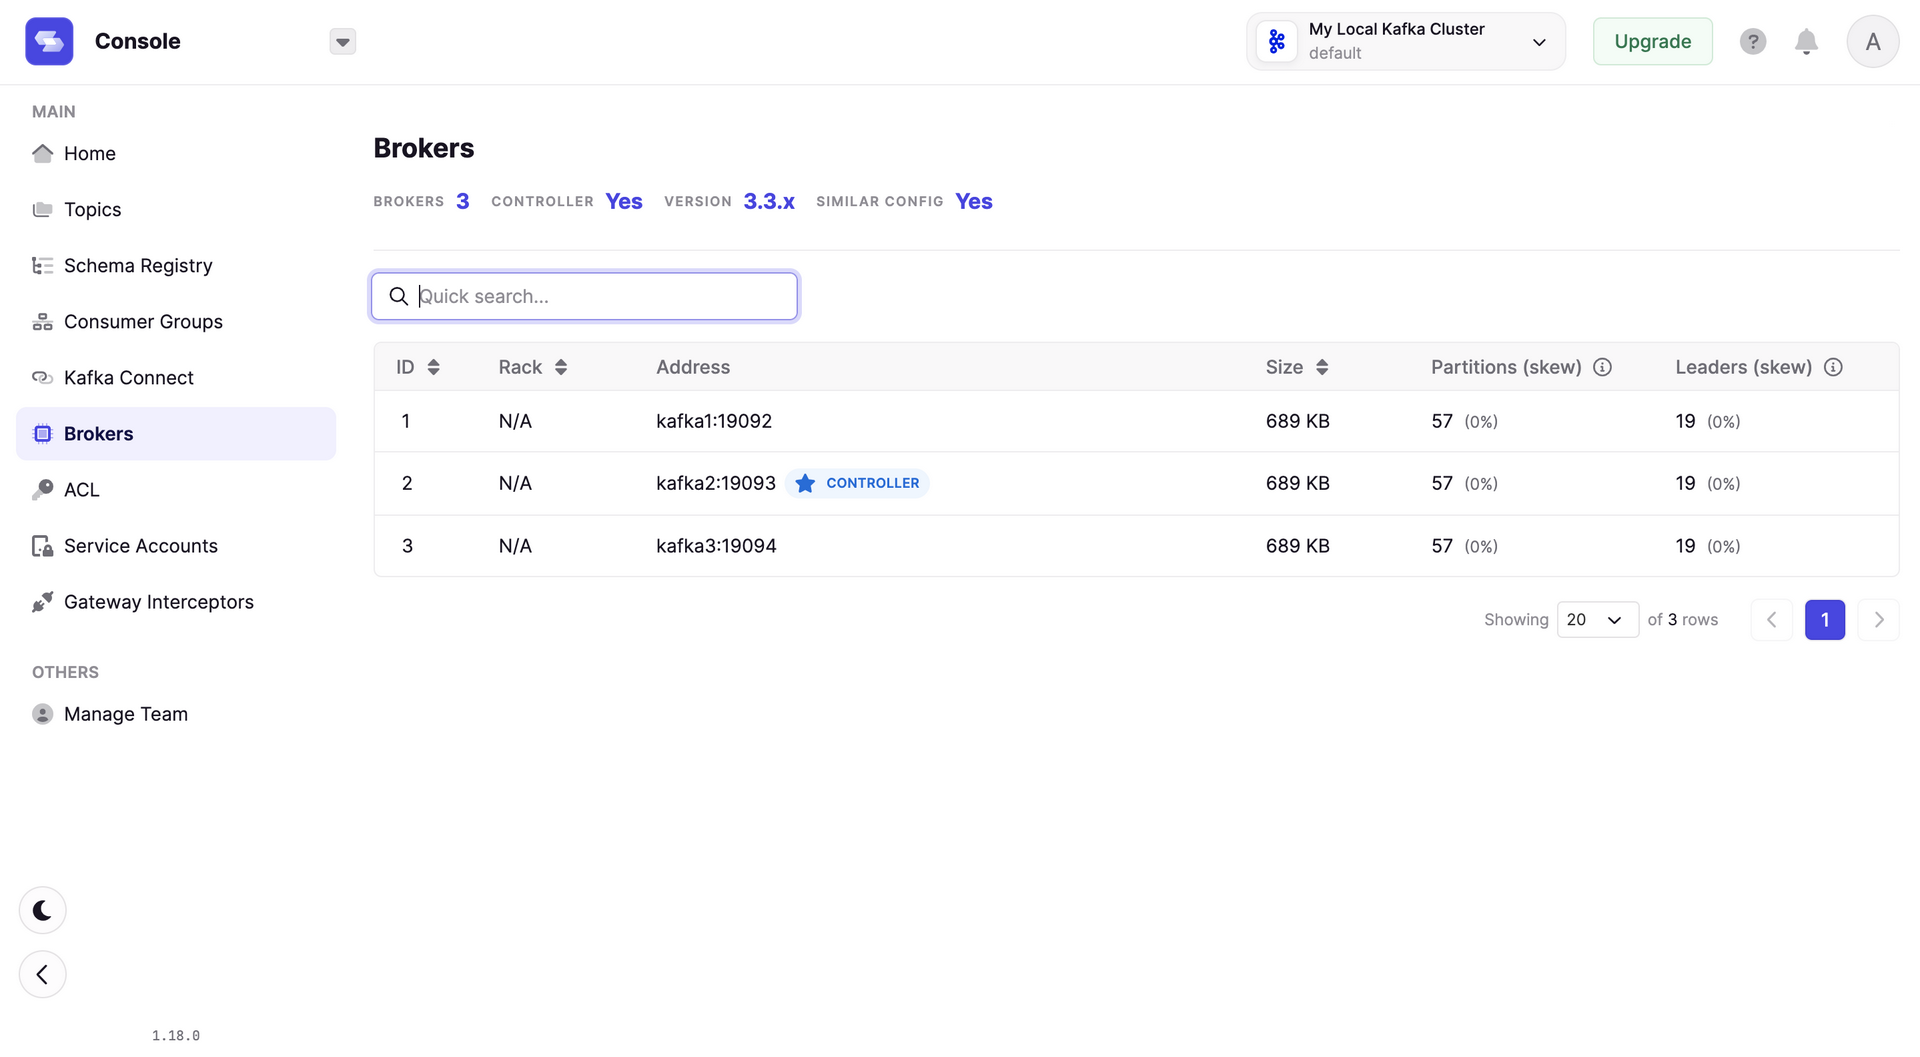 Console
My Local Kafka Cluster
default
Upgrade
?
A
MAIN
Home
Topics
Schema Registry
Consumer Groups
Kafka Connect
Brokers
ACL
Service Accounts
Gateway Interceptors
OTHERS
Manage Team
1.18.0
Brokers
BROKERS 3 CONTROLLER Yes VERSION 3.3.x SIMILAR CONFIG Yes
Quick search...
ID Rack Address Size Partitions (skew) Leaders (skew)
1 N/A kafka1:19092 689 KB 57 (0%) 19 (0%)
2 N/A kafka2:19093 CONTROLLER 689 KB 57 (0%) 19 (0%)
3 N/A kafka3:19094 689 KB 57 (0%) 19 (0%)
Showing 20 of 3 rows 1